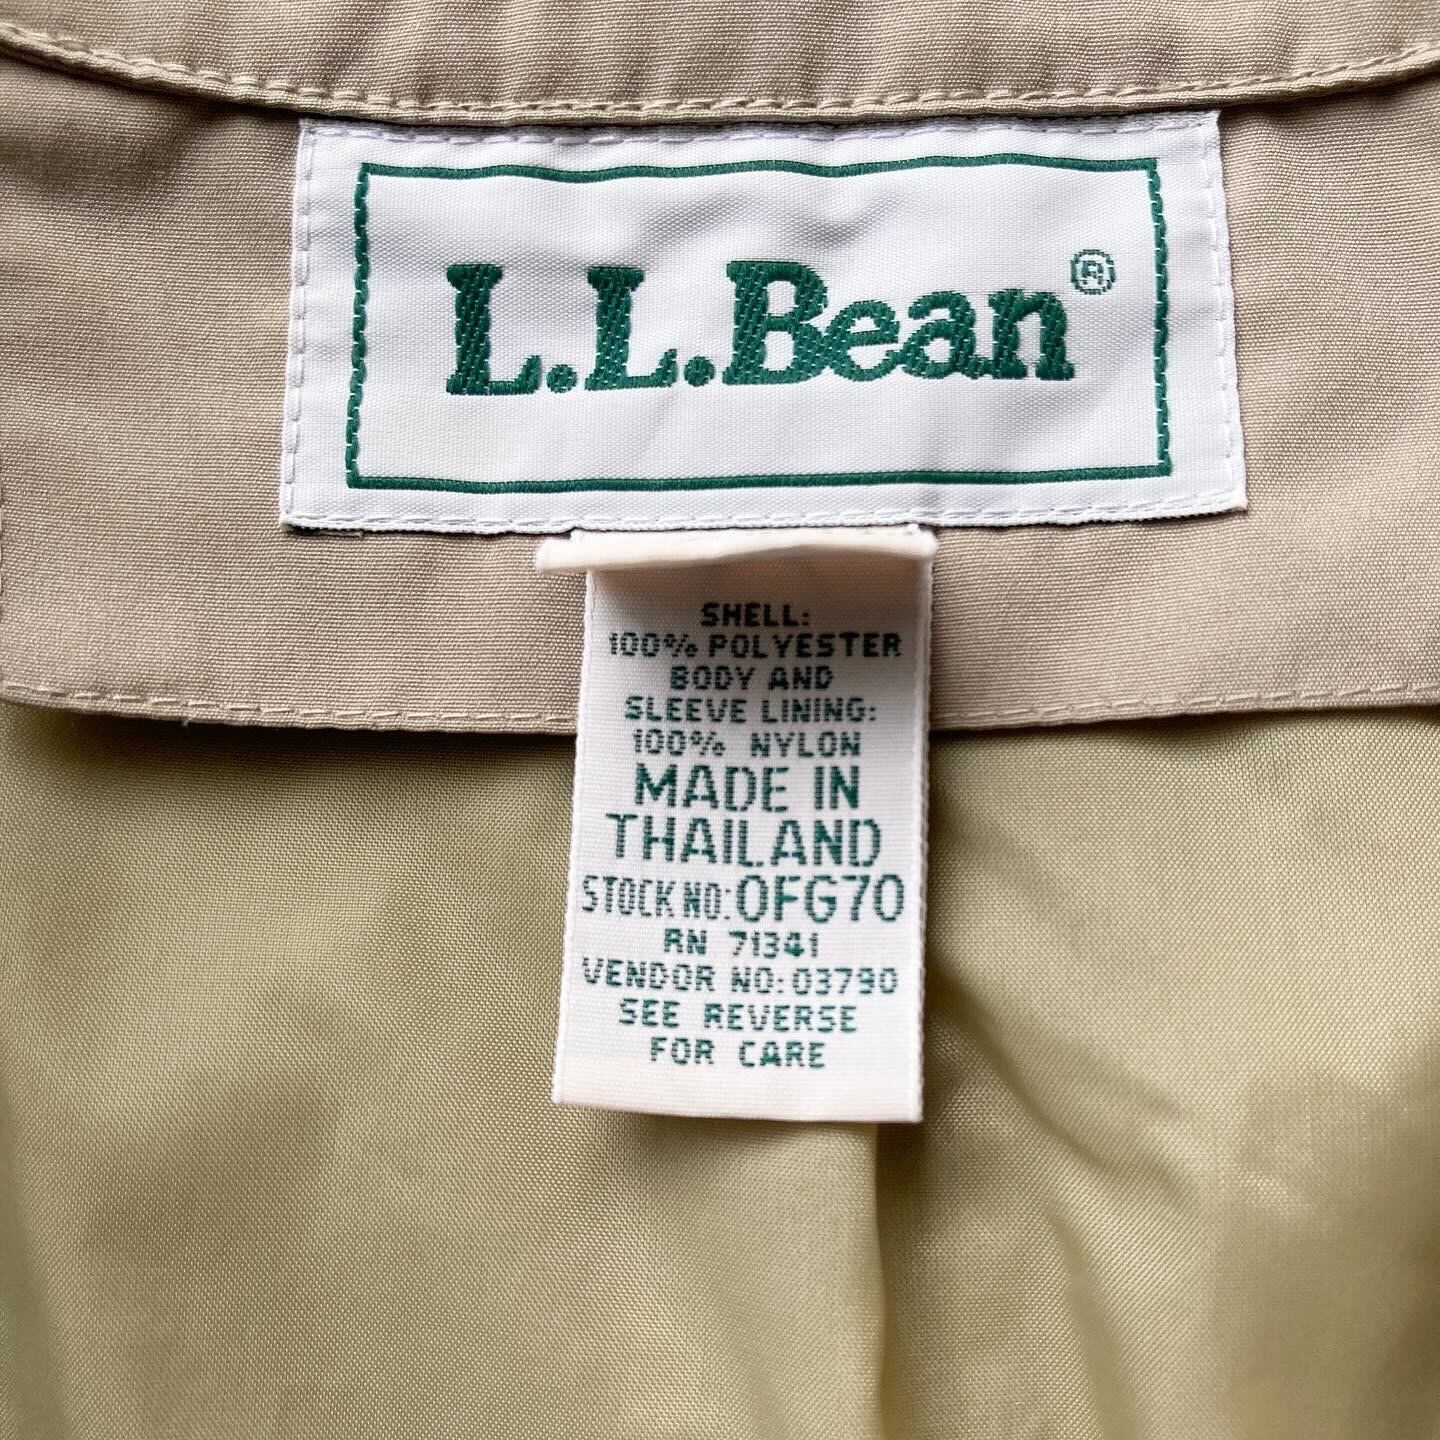 L.L.Bean®
SHELL:
100% POLYESTER
BODY AND
SLEEVE LINING:
100% NYLON
MADE IN
THAILAND
STOCK NO: 0FG70
RN 71341
VENDOR NO: 03790
SEE REVERSE
FOR CARE